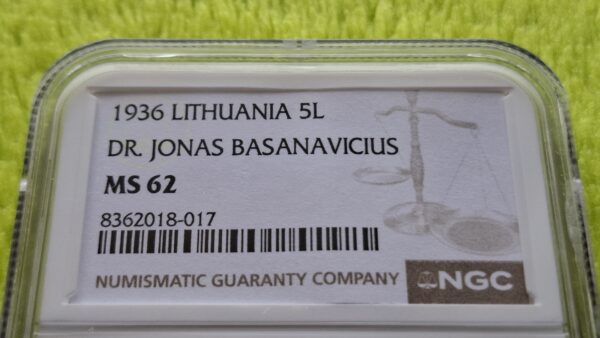 1936 LITHUANIA 5L
DR. JONAS BASANAVICIUS
MS 62
8362018-017
NUMISMATIC GUARANTY COMPANY NGC